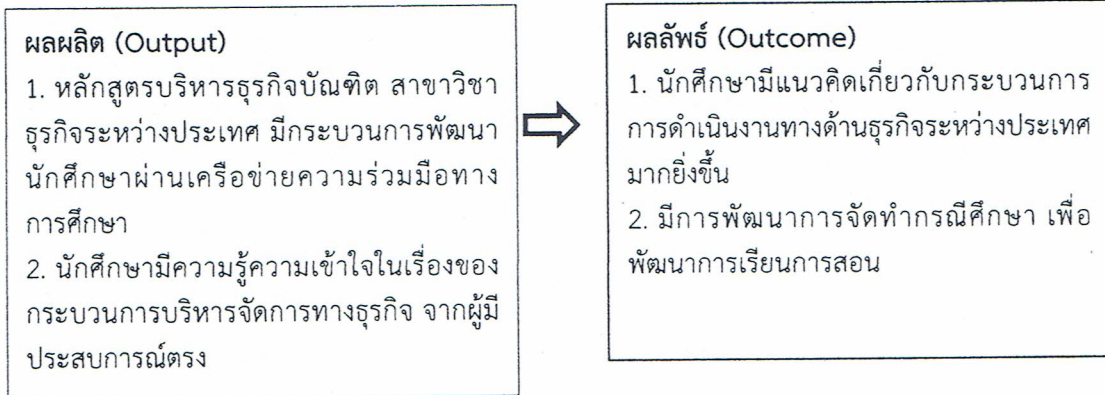 ผลผลิต (Output)
1. หลักสูตรบริหารธุรกิจบัณฑิต สาขาวิชา
ธุรกิจระหว่างประเทศ มีกระบวนการพัฒนา
นักศึกษาผ่านเครือข่ายความร่วมมือทาง
การศึกษา
2. นักศึกษามีความรู้ความเข้าใจในเรื่องของ
กระบวนการบริหารจัดการทางธุรกิจ จากผู้มี
ประสบการณ์ตรง
ผลลัพธ์ (Outcome)
1. นักศึกษามีแนวคิดเกี่ยวกับกระบวนการ
การดำเนินงานทางด้านธุรกิจระหว่างประเทศ
มากยิ่งขึ้น
2. มีการพัฒนาการจัดทำกรณีศึกษา เพื่อ
พัฒนาการเรียนการสอน